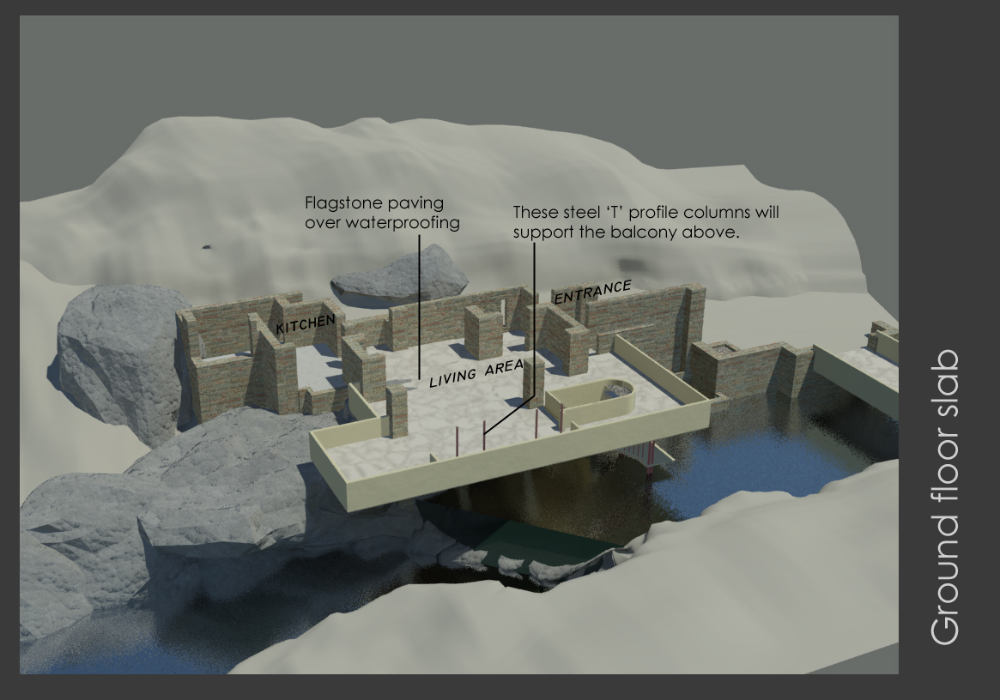 Flagstone paving
over waterproofing
These steel ‘T’ profile columns will
support the balcony above.
ENTRANCE
KITCHEN
LIVING AREA
Ground floor slab